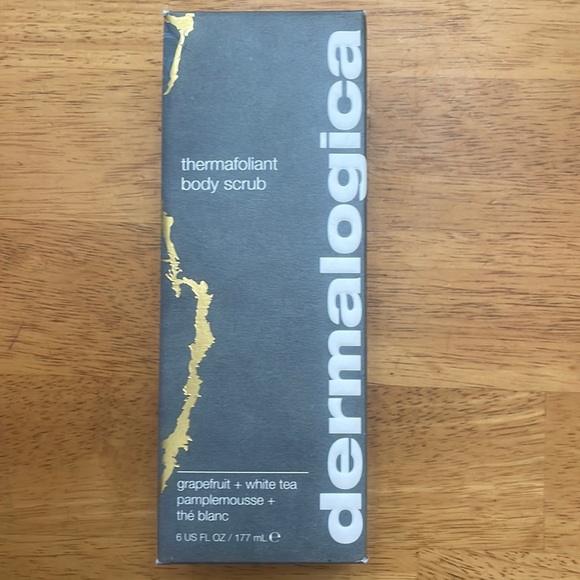 thermafoliant
body scrub
dermalogica
grapefruit + white tea
pamplemousse +
thé blanc
6 US FL OZ / 177 mL ℮